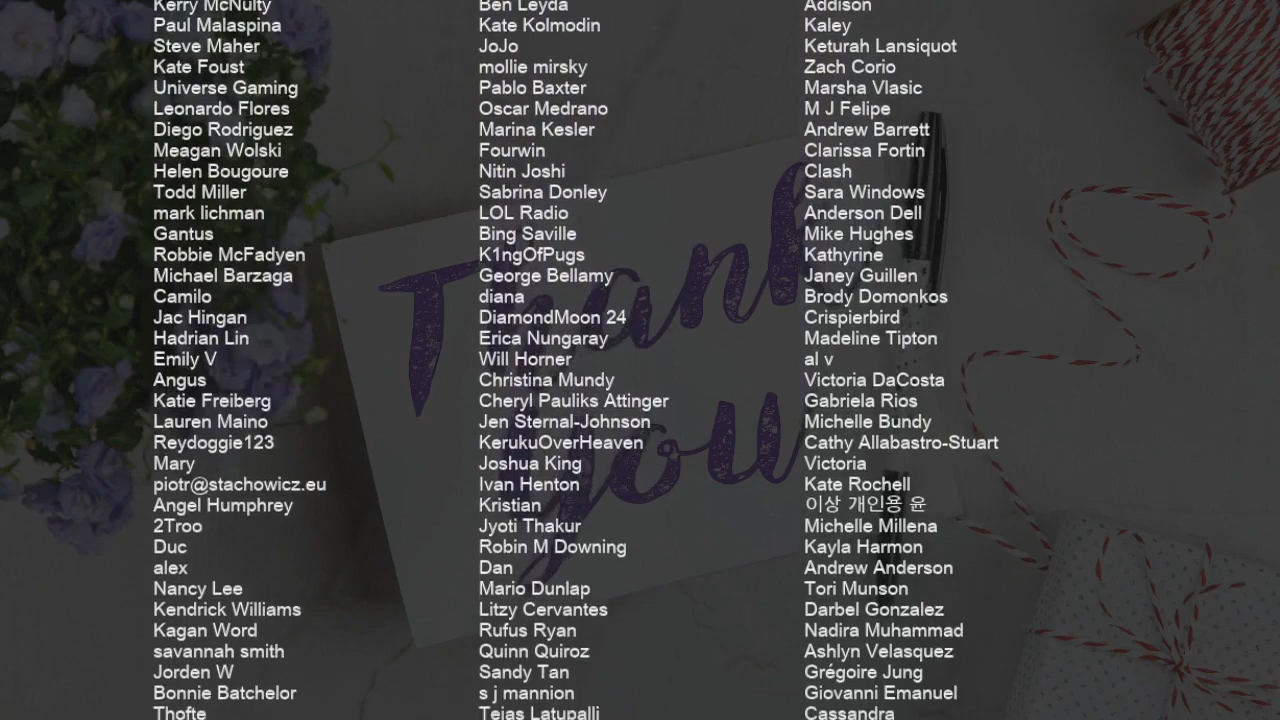 Kerry McNulty
Paul Malaspina
Steve Maher
Kate Foust
Universe Gaming
Leonardo Flores
Diego Rodriguez
Meagan Wolski
Helen Bougoure
Todd Miller
mark lichman
Gantus
Robbie McFadyen
Michael Barzaga
Camilo
Jac Hingan
Hadrian Lin
Emily V
Angus
Katie Freiberg
Lauren Maino
Reydoggie123
Mary
piotr@stachowicz.eu
Angel Humphrey
2Troo
Duc
alex
Nancy Lee
Kendrick Williams
Kagan Word
savannah smith
Jorden W
Bonnie Batchelor
Thofte
Ben Leyda
Kate Kolmodin
JoJo
mollie mirsky
Pablo Baxter
Oscar Medrano
Marina Kesler
Fourwin
Nitin Joshi
Sabrina Donley
LOL Radio
Bing Saville
K1ngOfPugs
George Bellamy
diana
DiamondMoon 24
Erica Nungaray
Will Horner
Christina Mundy
Cheryl Pauliks Attinger
Jen Sternal-Johnson
KerukuOverHeaven
Joshua King
Ivan Henton
Kristian
Jyoti Thakur
Robin M Downing
Dan
Mario Dunlap
Litzy Cervantes
Rufus Ryan
Quinn Quiroz
Sandy Tan
s j mannion
Tejas Latupalli
Addison
Kaley
Keturah Lansiquot
Zach Corio
Marsha Vlasic
M J Felipe
Andrew Barrett
Clarissa Fortin
Clash
Sara Windows
Anderson Dell
Mike Hughes
Kathyrine
Janey Guillen
Brody Domonkos
Crispierbird
Madeline Tipton
al v
Victoria DaCosta
Gabriela Rios
Michelle Bundy
Cathy Allabastro-Stuart
Victoria
Kate Rochell
이상 개인용 윤
Michelle Millena
Kayla Harmon
Andrew Anderson
Tori Munson
Darbel Gonzalez
Nadira Muhammad
Ashlyn Velasquez
Grégoire Jung
Giovanni Emanuel
Cassandra
Thank
you